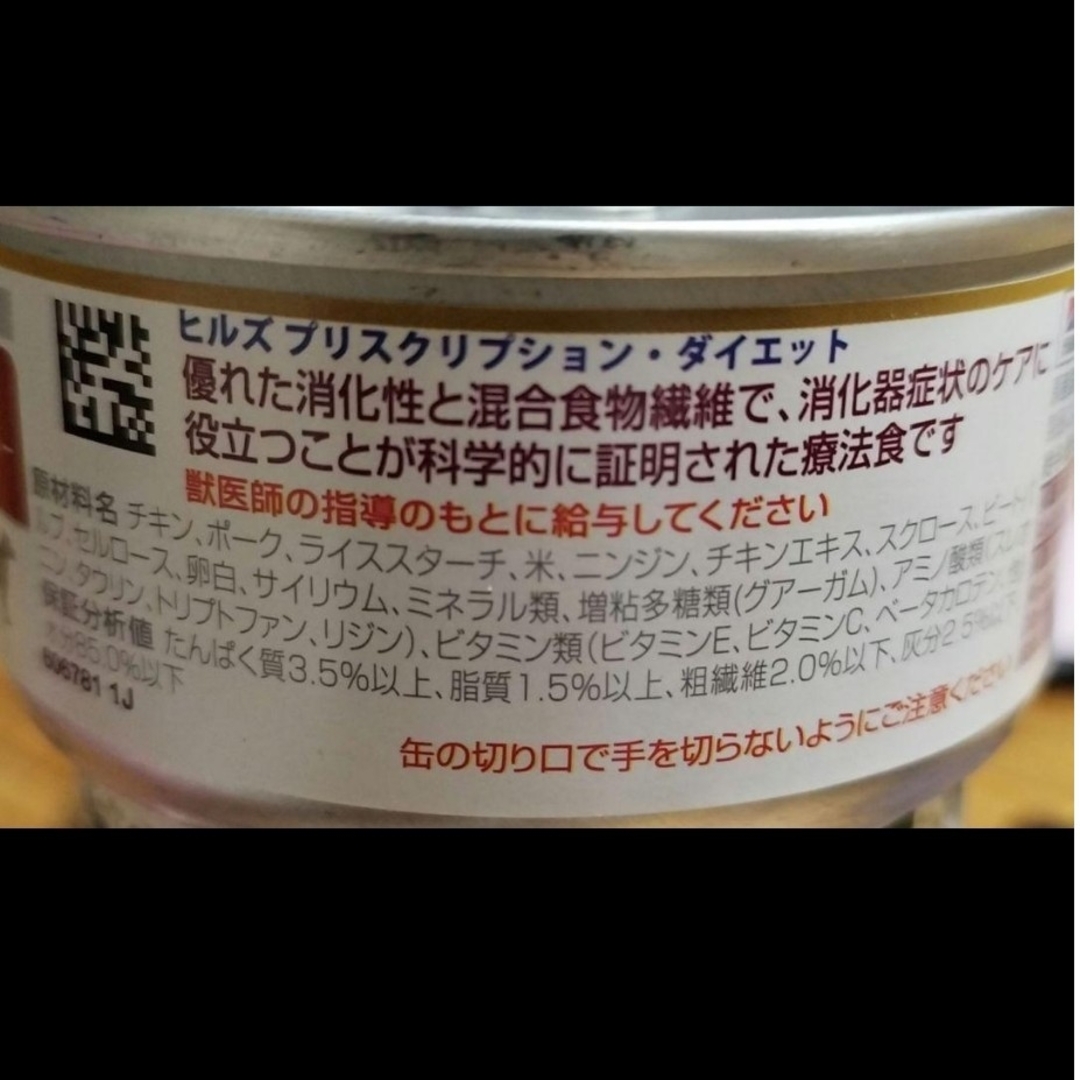 ヒルズ プリスクリプション・ダイエット
優れた消化性と混合食物繊維で、消化器症状のケアに
役立つことが科学的に証明された療法食です
獣医師の指導のもとに給与してください
原材料名 チキン、ポーク、ライススターチ、米、ニンジン、チキンエキス、スクロース、ビート
ルプ、セルロース、卵白、サイリウム、ミネラル類、増粘多糖類(グアーガム)、アミノ酸類(スレオ
ニン、タウリン、トリプトファン、リジン)、ビタミン類(ビタミンE、ビタミンC、ベータカロテン、
保証分析値 たんぱく質3.5%以上、脂質1.5%以上、粗繊維2.0%以下、灰分2.5%以下
水分85.0%以下
606781 1J
缶の切り口で手を切らないようにご注意ください